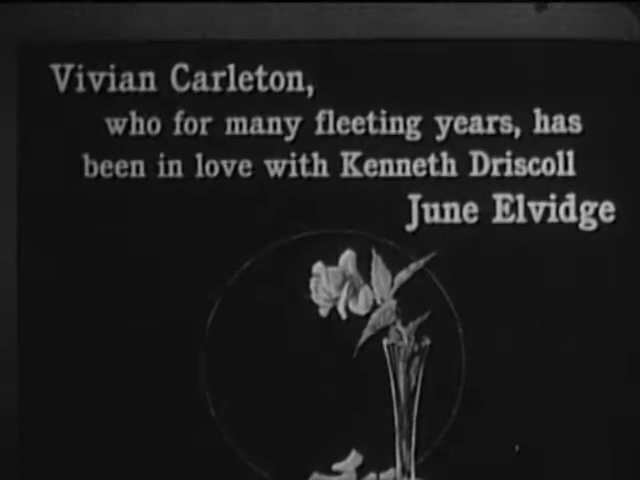 Vivian Carleton,
who for many fleeting years, has
been in love with Kenneth Driscoll
June Elvidge